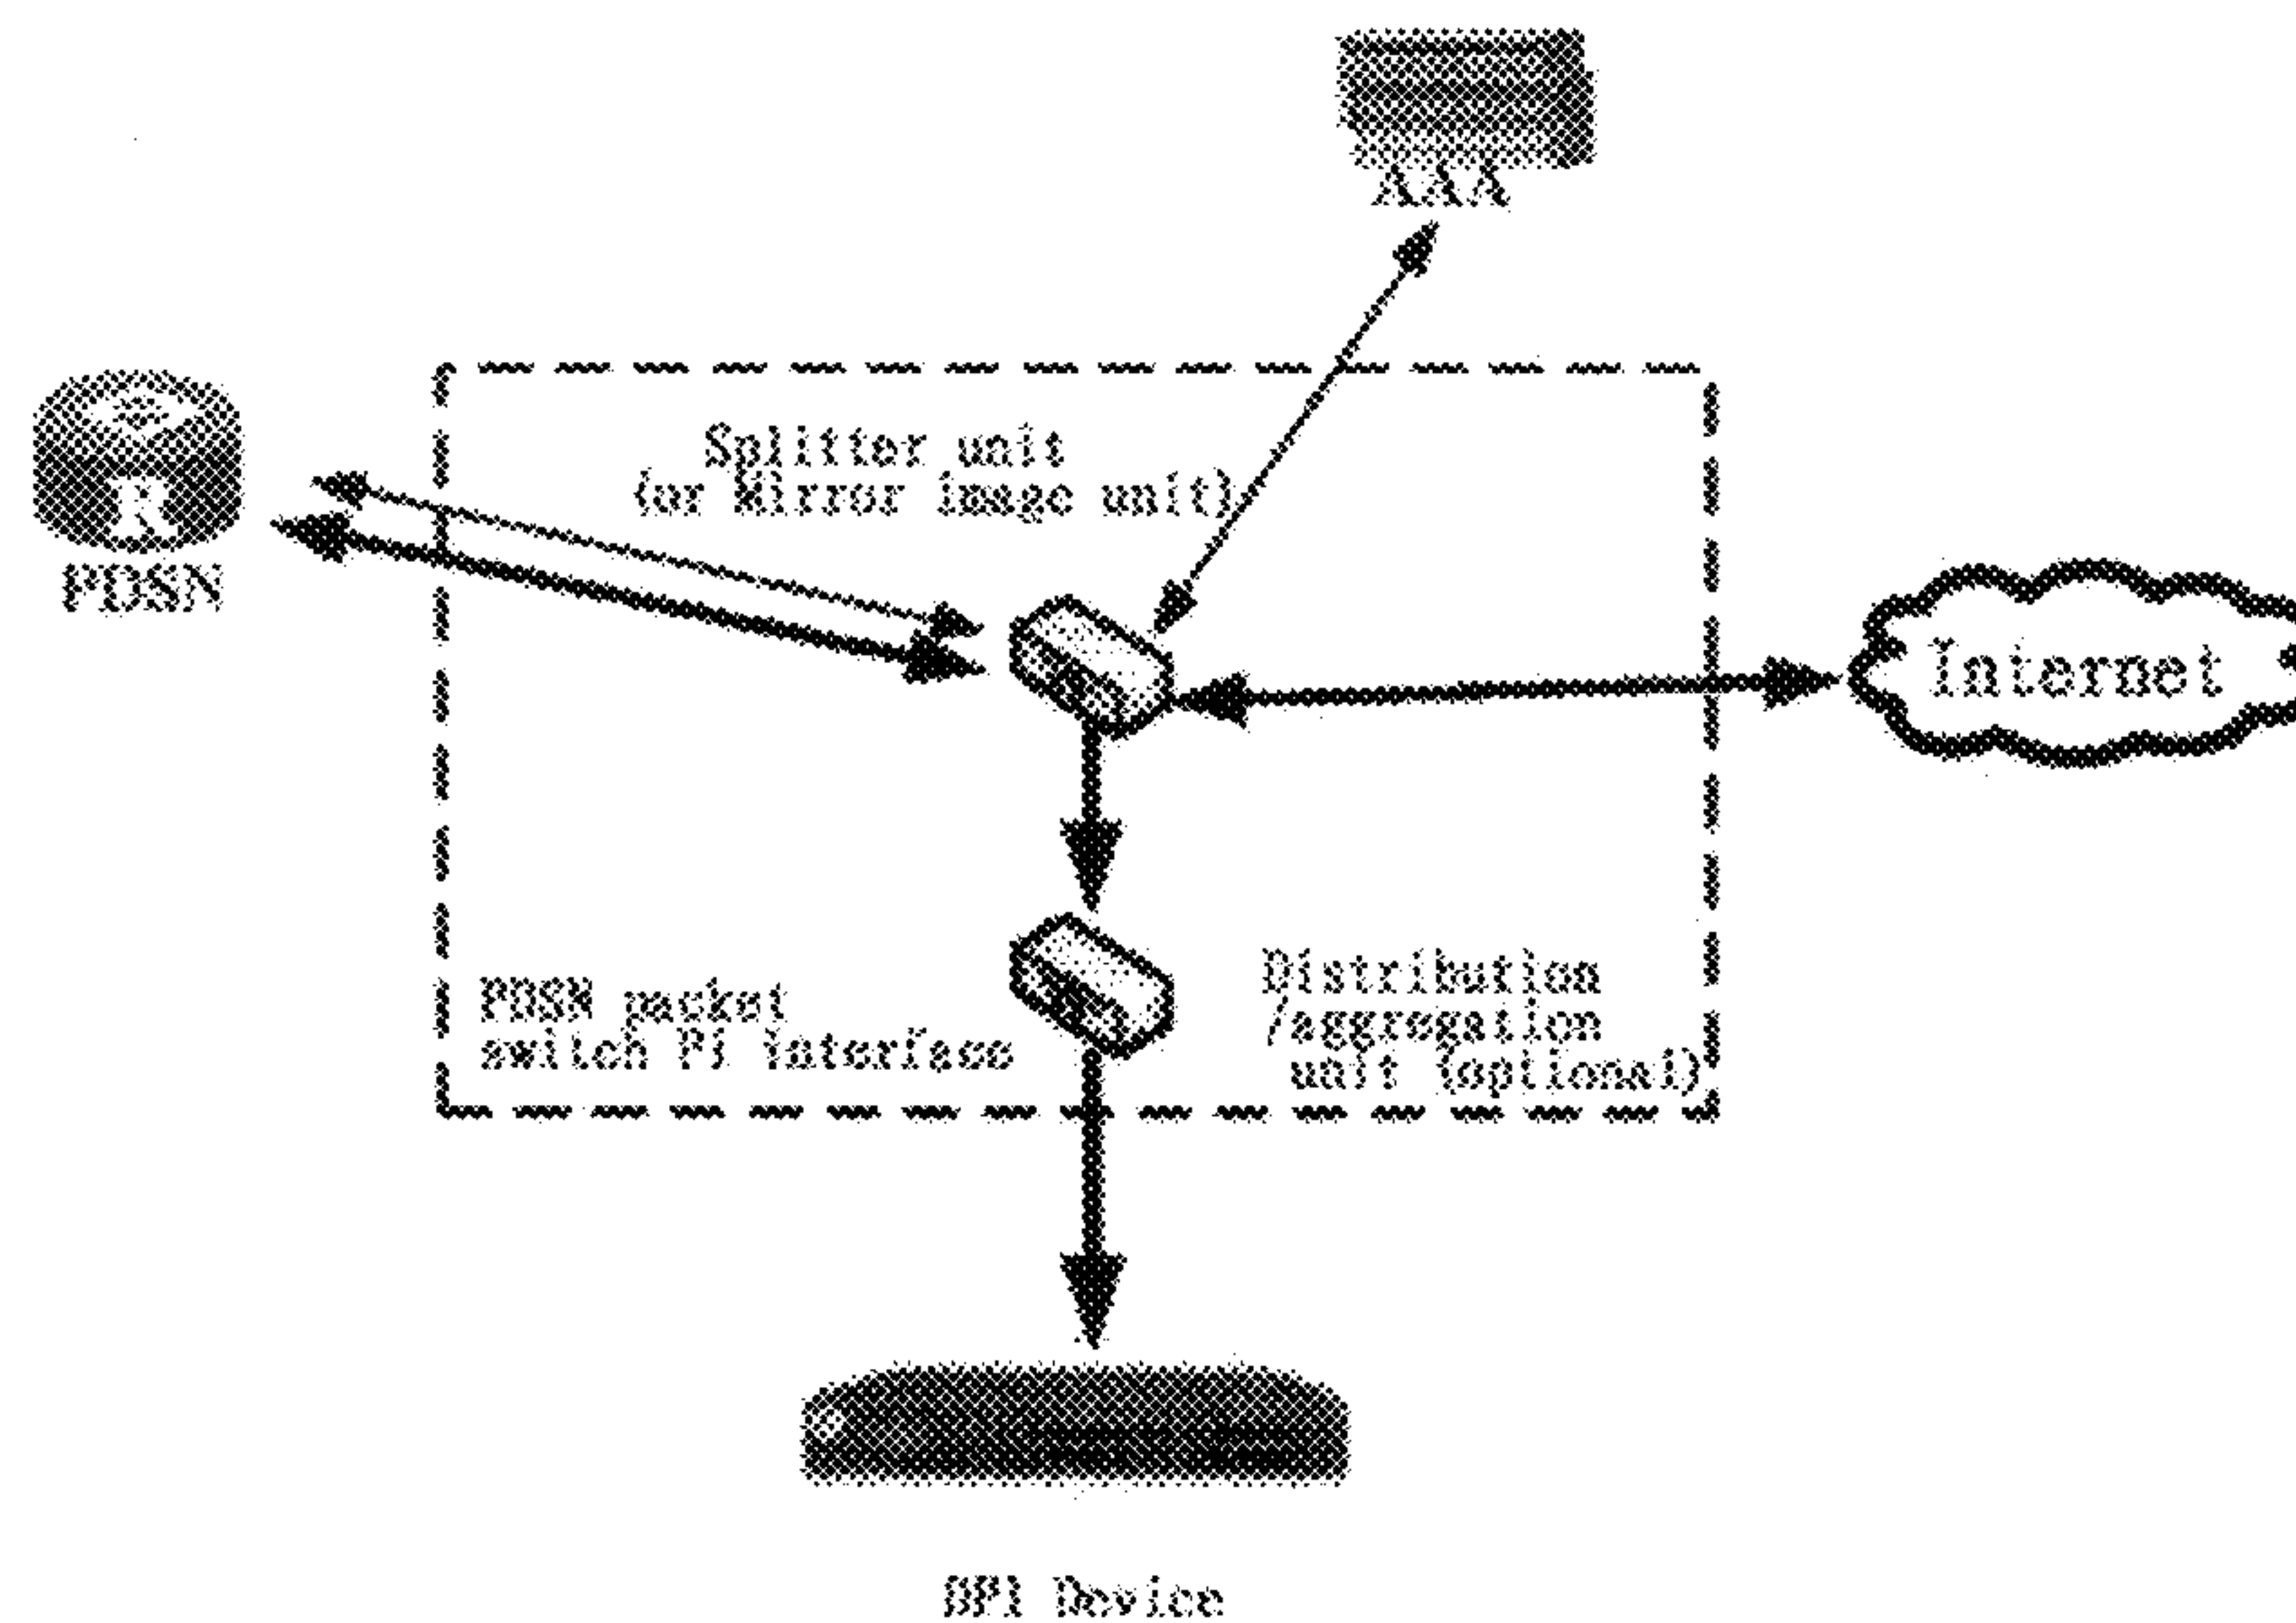 AAA
Splitter unit
(or Mirror image unit)
PDSN
Internet
PDSN packet
switch Pi interface
Distribution
/aggregation
unit (optional)
DPI Device